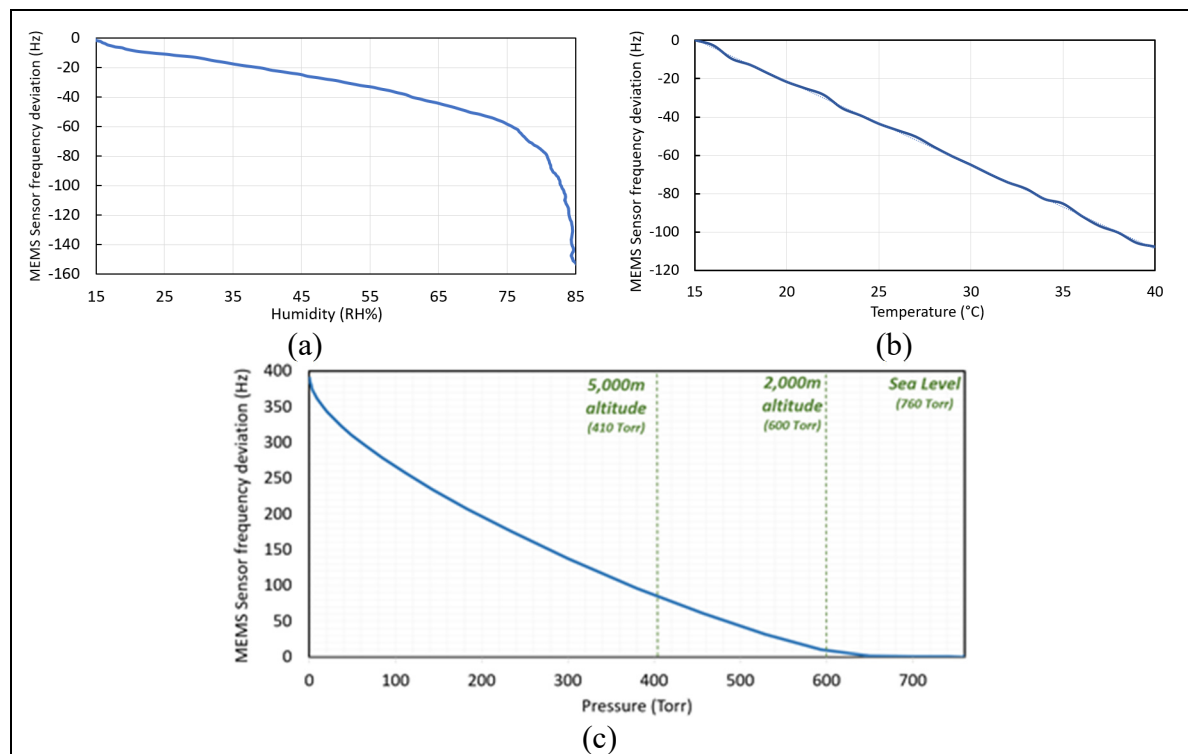 MEMS Sensor frequency deviation (Hz)
0
-20
-40
-60
-80
-100
-120
-140
-160
15 25 35 45 55 65 75 85
Humidity (RH%)
(a)
MEMS Sensor frequency deviation (Hz)
0
-20
-40
-60
-80
-100
-120
15 20 25 30 35 40
Temperature (°C)
(b)
MEMS Sensor frequency deviation (Hz)
400
350
300
250
200
150
100
50
0
5,000m
altitude
(410 Torr)
2,000m
altitude
(600 Torr)
Sea Level
(760 Torr)
0 100 200 300 400 500 600 700
Pressure (Torr)
(c)